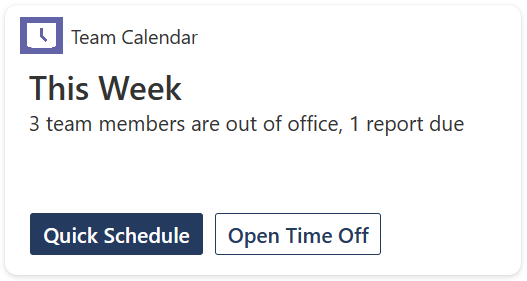 Team Calendar
This Week
3 team members are out of office, 1 report due
Quick Schedule
Open Time Off